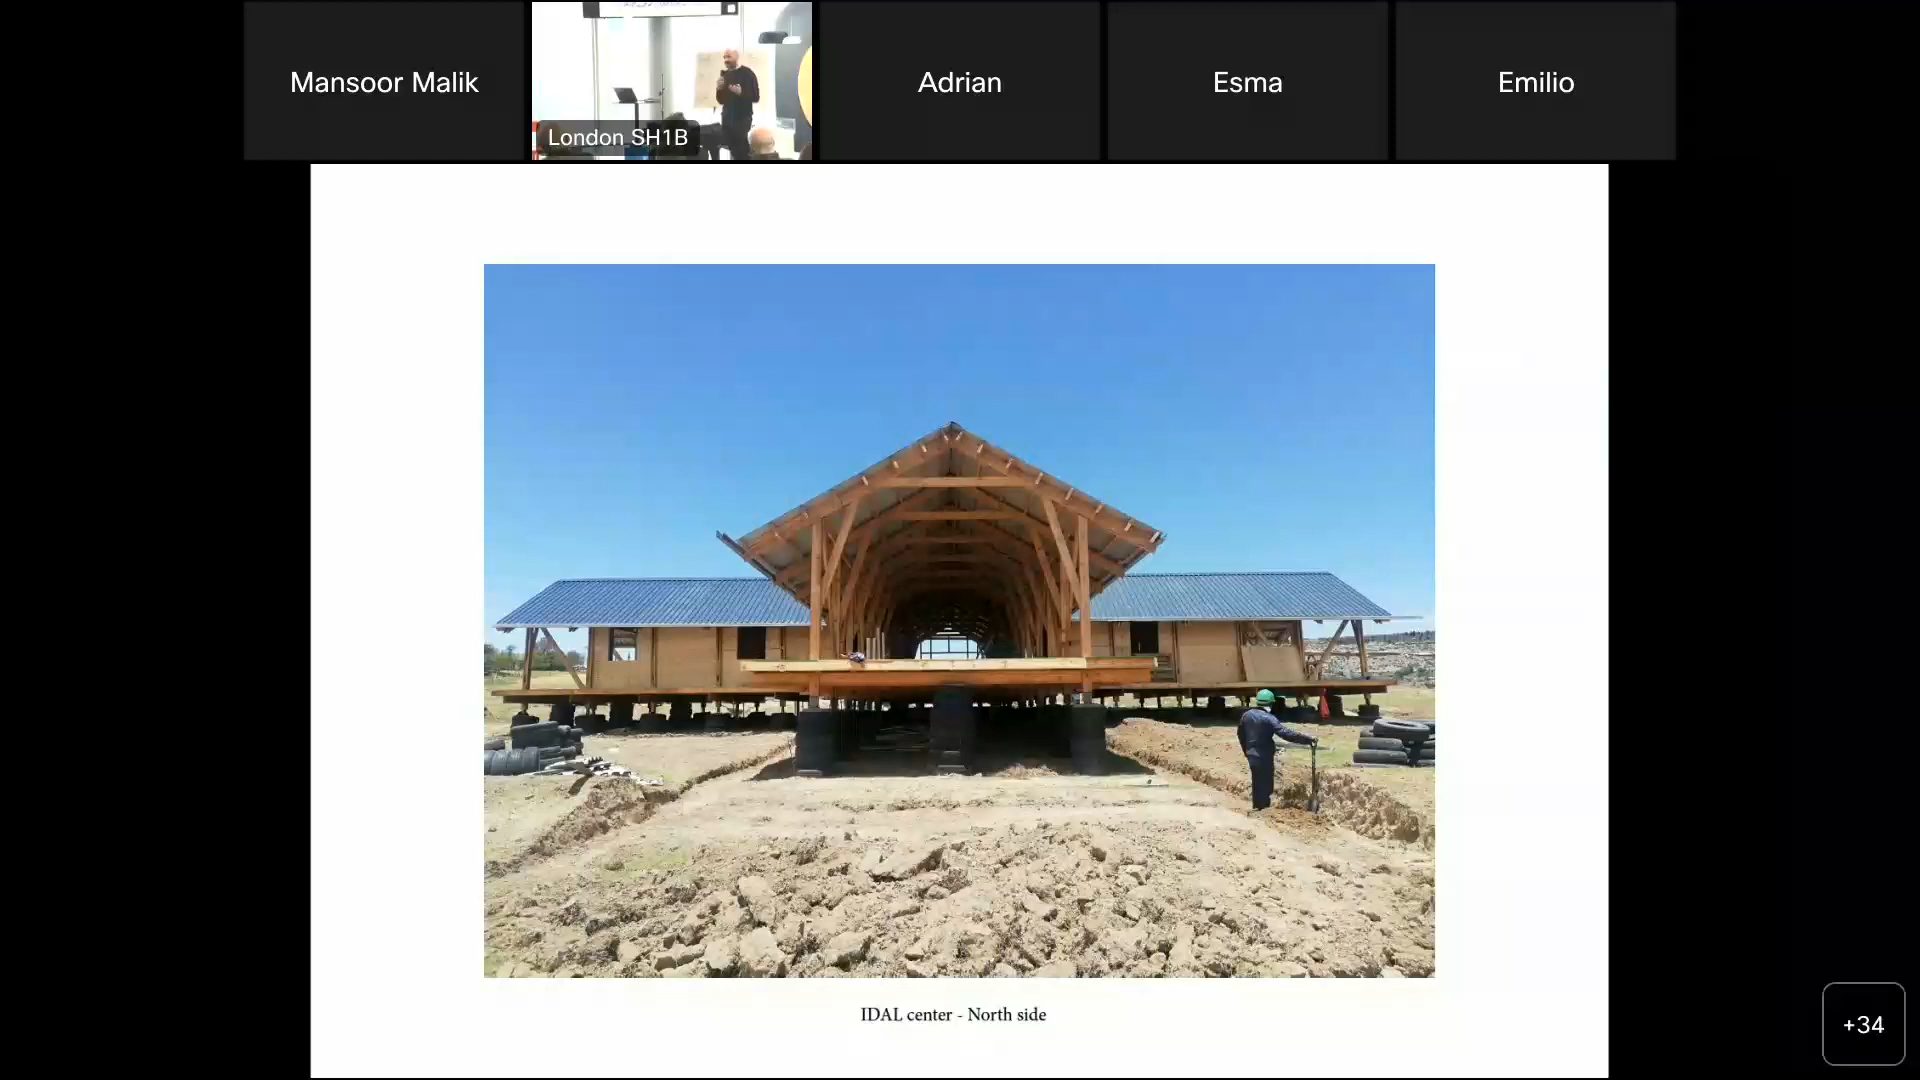 Mansoor Malik
London SH1B
Adrian
Esma
Emilio
IDAL center - North side
+34